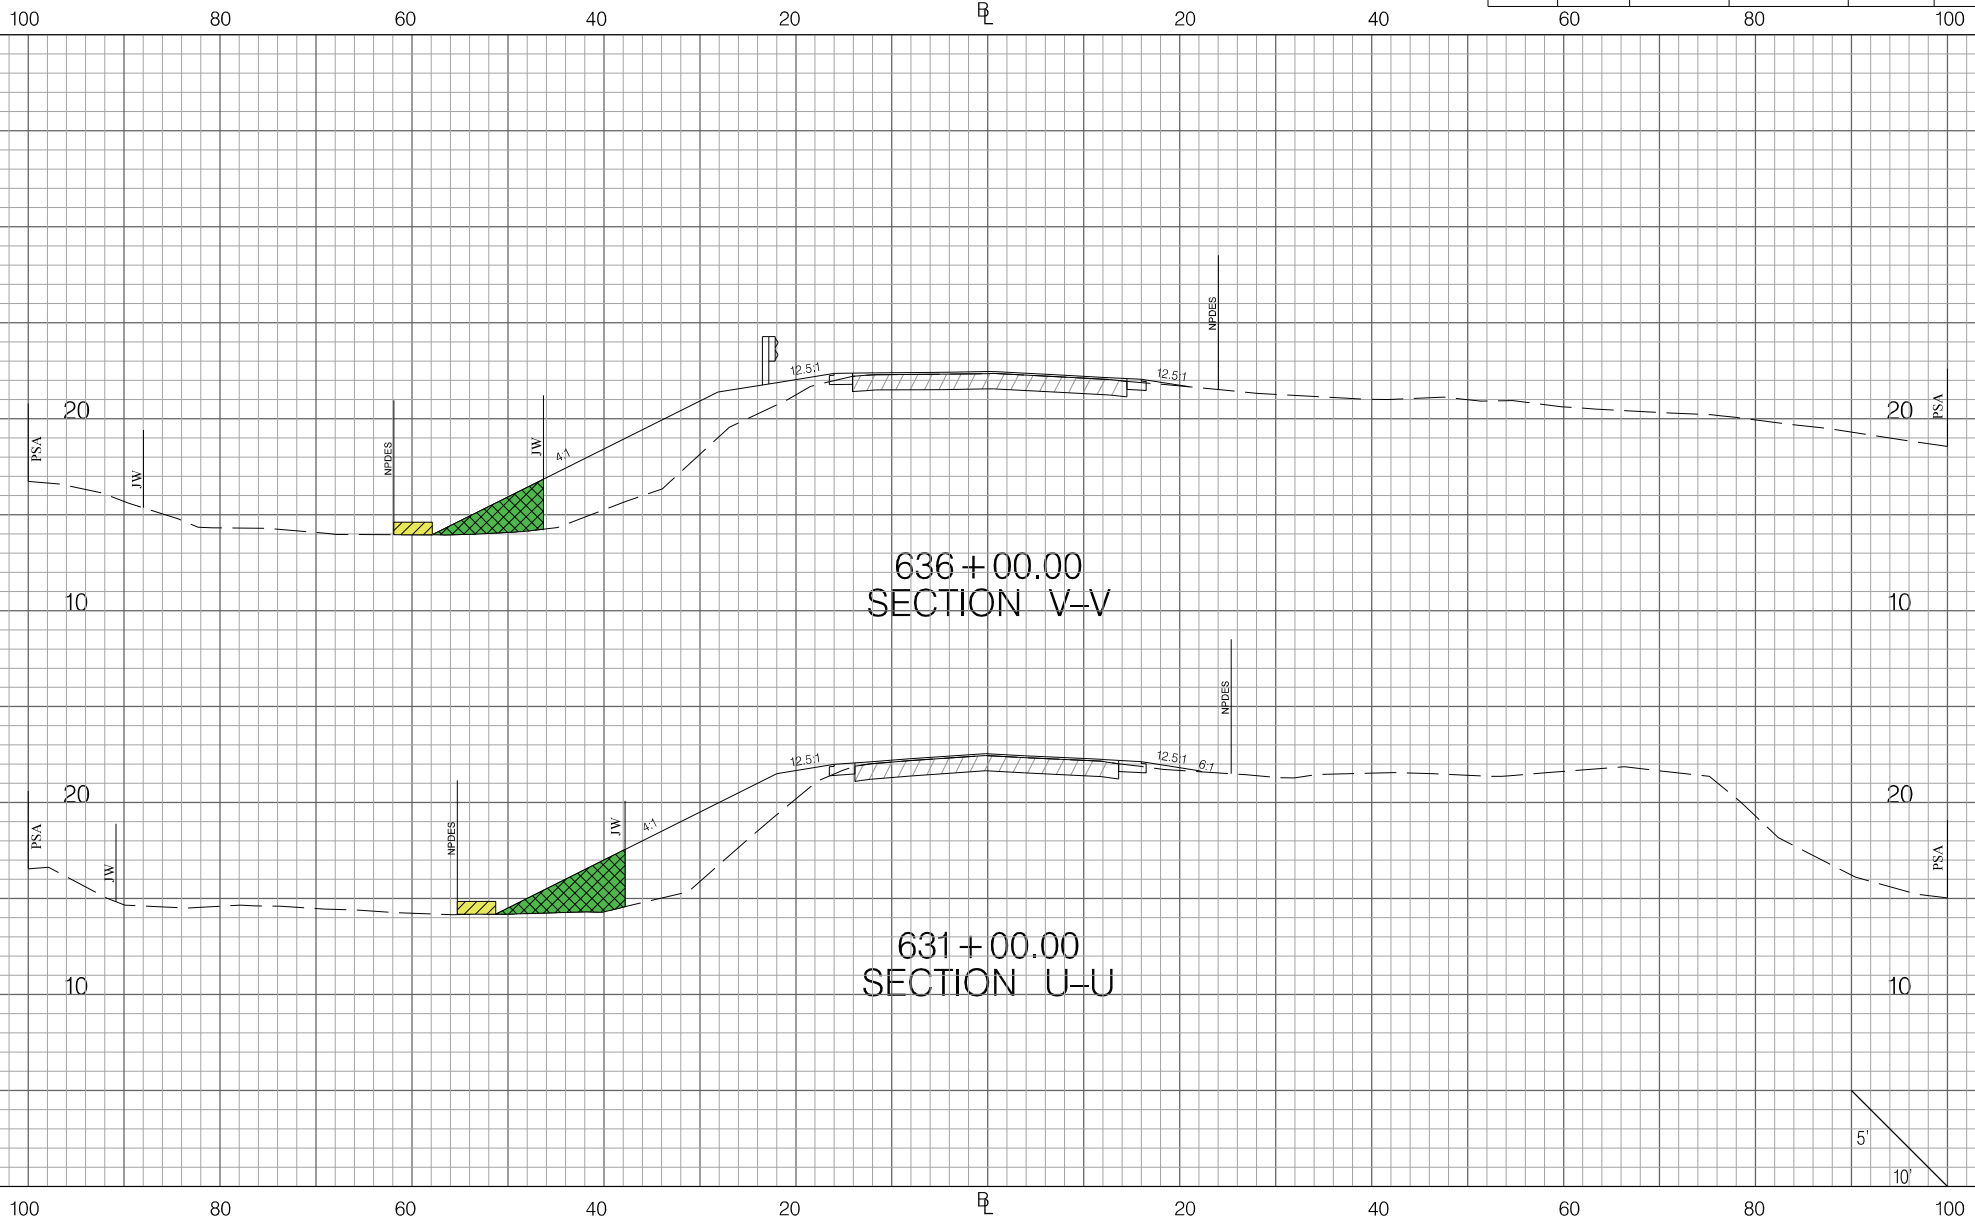 100 80 60 40 20 BL 20 40 60 80 100
NPDES
12.5:1 12.5:1
20 20
PSA JW NPDES JW 4:1 PSA
636+00.00
10 10
SECTION V–V
NPDES
12.5:1 12.5:1 6:1
20 20
PSA JW NPDES JW 4:1 PSA
631+00.00
10 10
SECTION U–U
5'
10'
100 80 60 40 20 BL 20 40 60 80 100